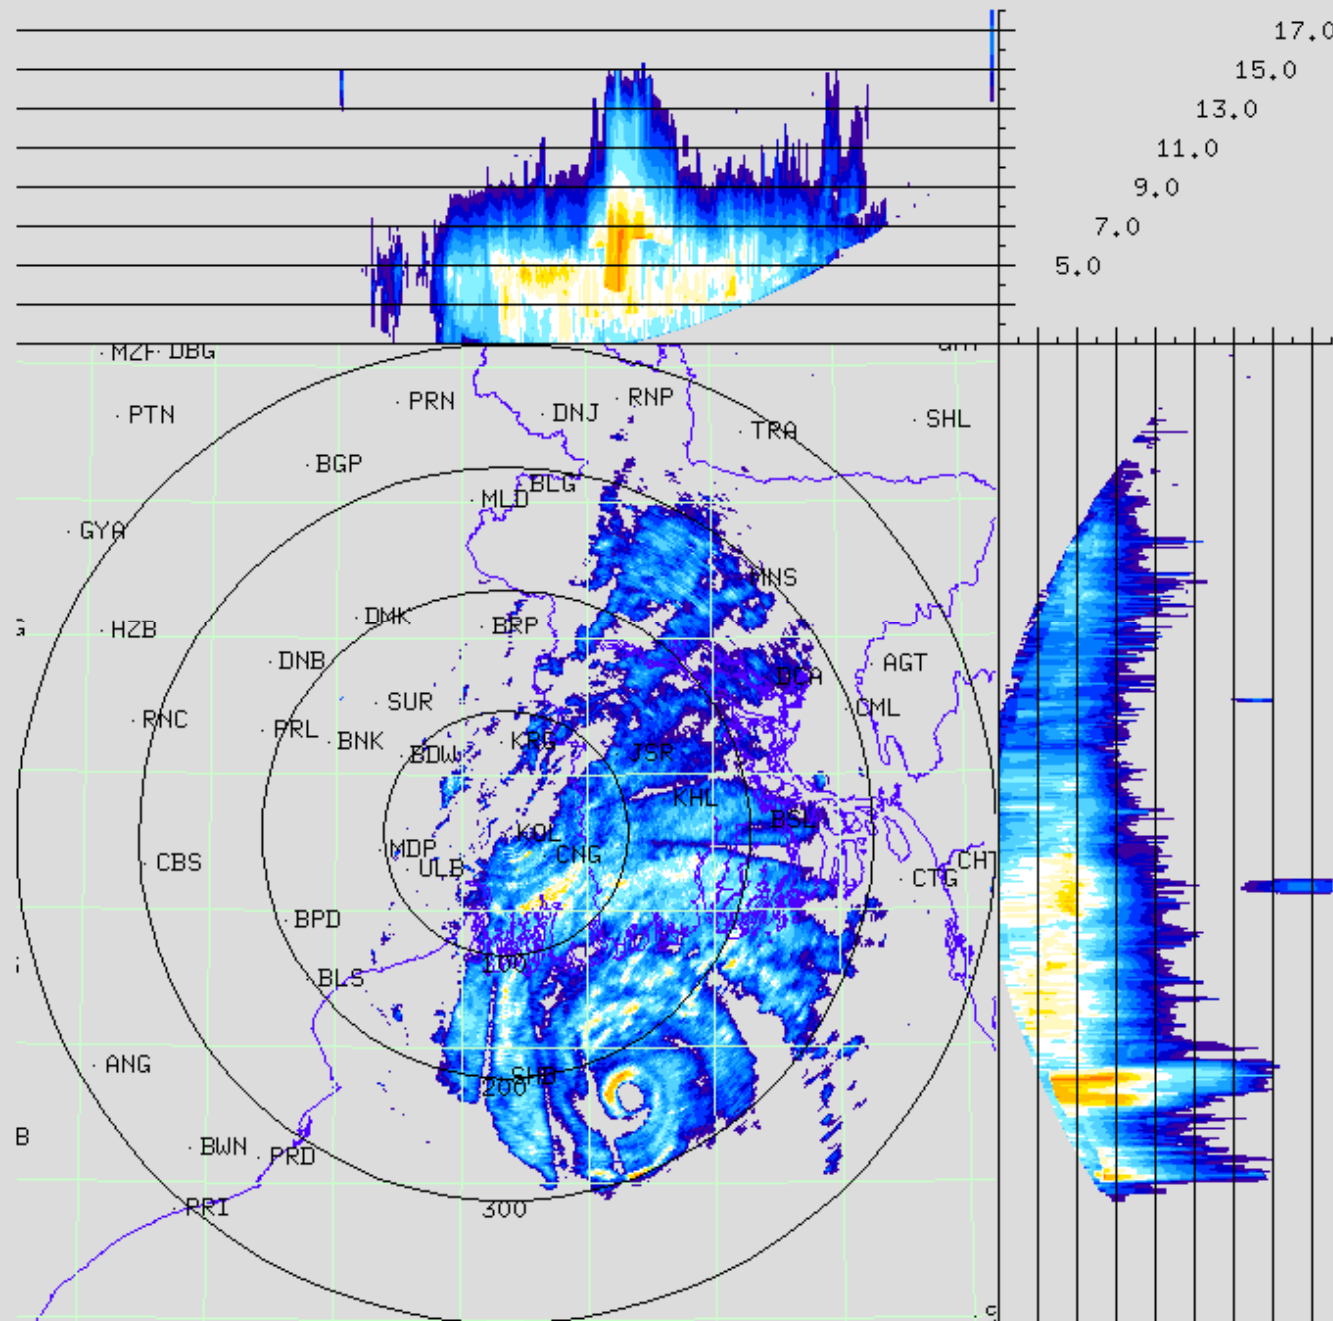 17.0
15.0
13.0
11.0
9.0
7.0
5.0
DBG
PTN
PRN
DNJ
RNP
TRA
SHL
BGP
MLD
BLG
GYA
MNS
HZB
DMK
BRP
DNB
DCA
AGT
SUR
RNC
CML
PRL
BNK
BDW
KRG
JSR
KHL
BSL
KOL
MDP
CNG
CBS
ULB
CTG
CHT
BPD
BLS
100
ANG
SHD
200
BWN
PRD
PRI
300